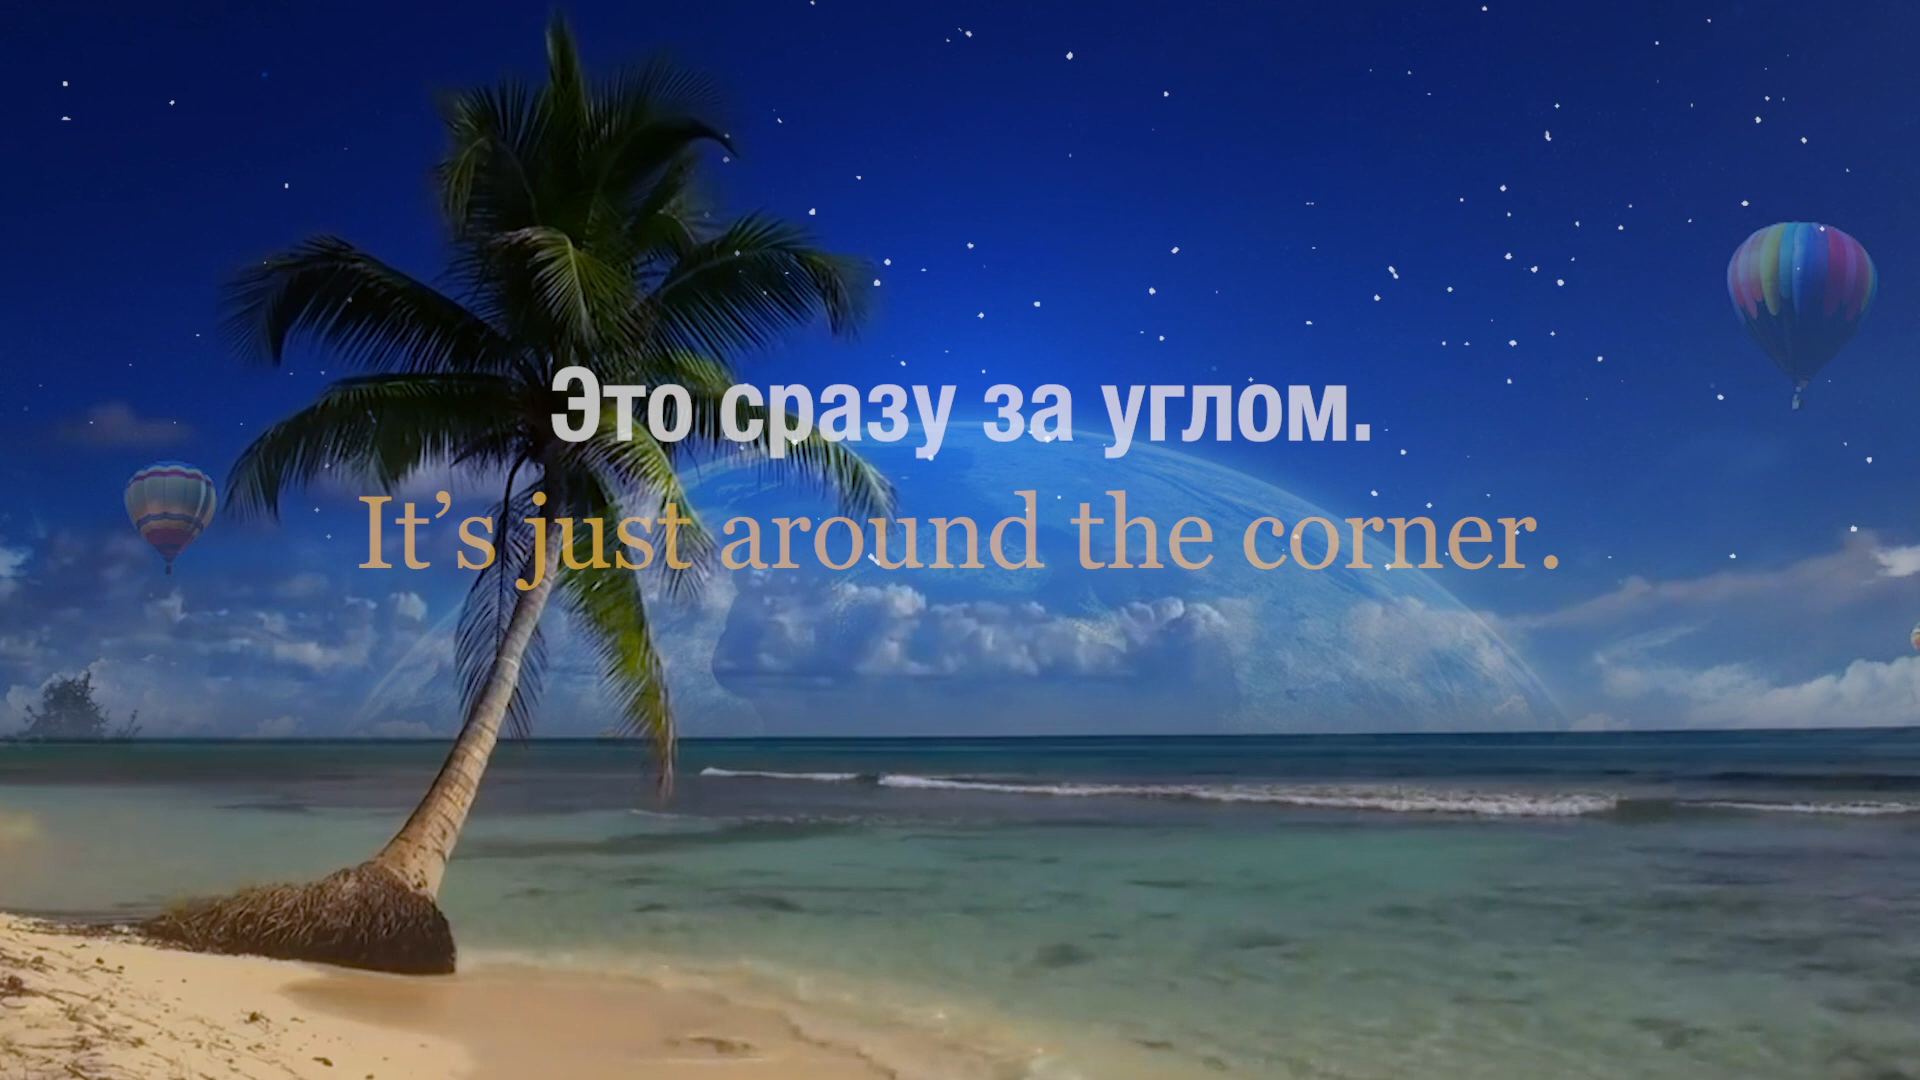 Это сразу за углом.
It’s just around the corner.